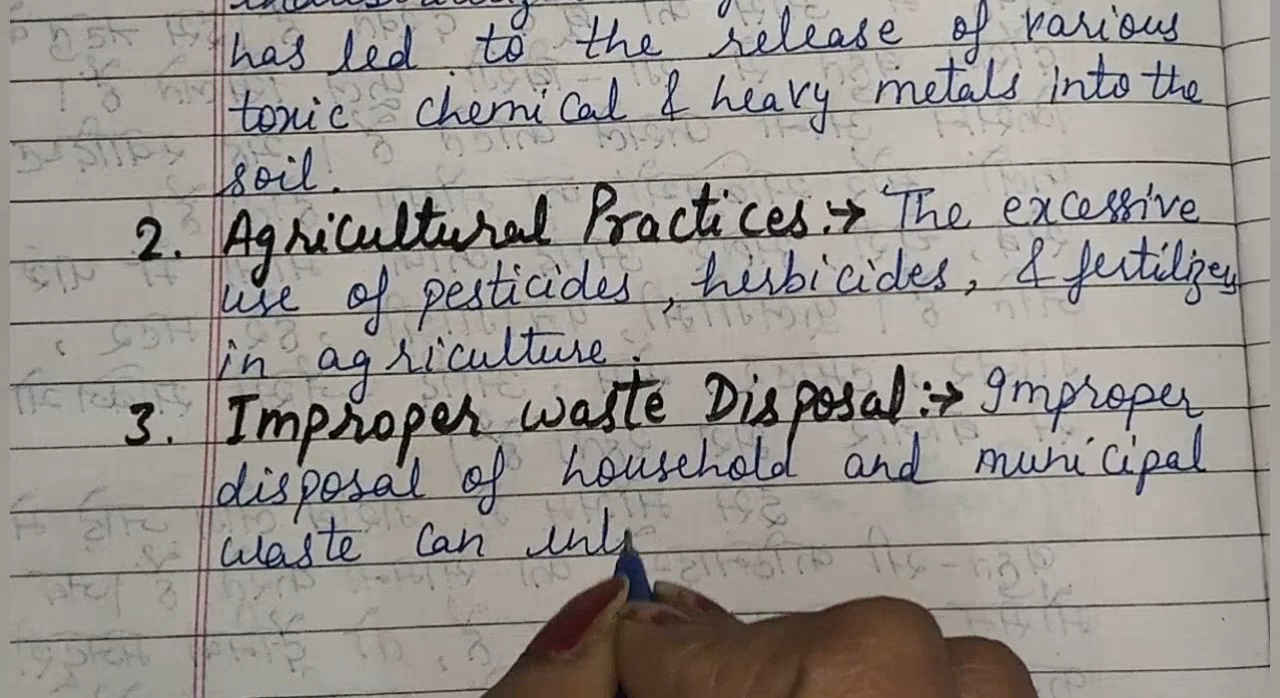 has led to the release of various
toxic chemical & heavy metals into the
soil.
2. Agricultural Practices :→ The excessive
use of pesticides, herbicides, & fertilizers
in agriculture.
3. Improper waste Disposal :→ Improper
disposal of household and municipal
waste can